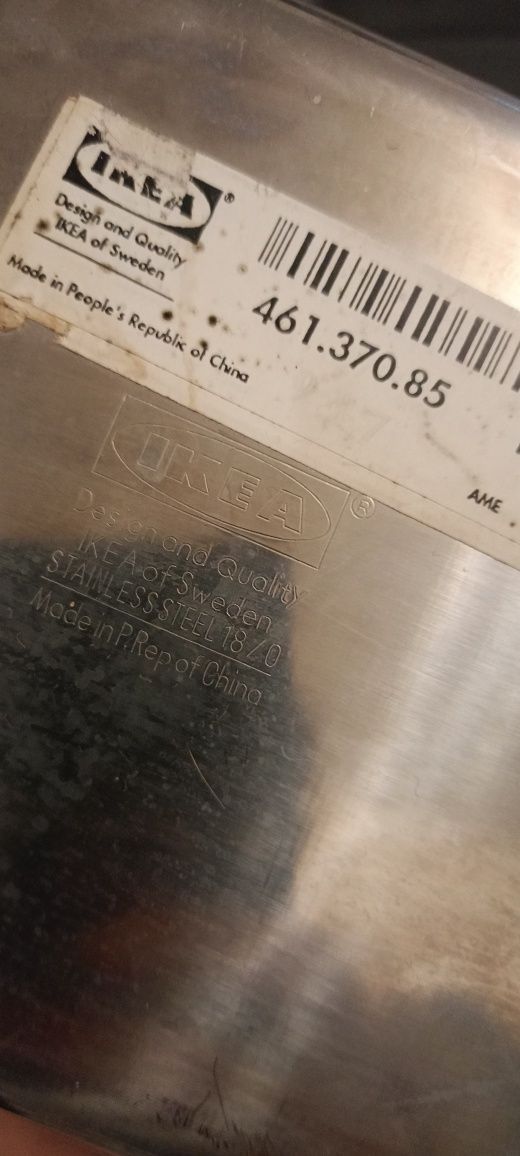 IKEA®
Design and Quality
IKEA of Sweden
Made in People's Republic of China
461.370.85
AME
IKEA®
Design and Quality
IKEA of Sweden
STAINLESS STEEL 18/0
Made in P.Rep of China